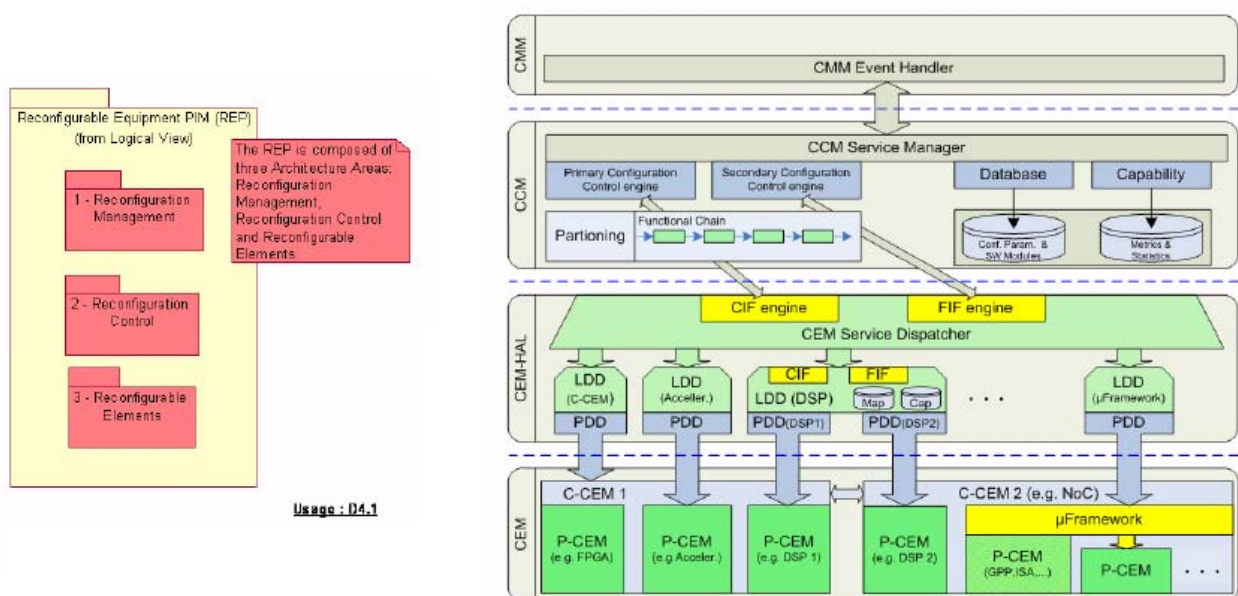 Reconfigurable Equipment PIM (REP)
(from Logical View)
The REP is composed of
three Architecture Areas:
Reconfiguration
Management,
Reconfiguration Control
and Reconfigurable
Elements
1 - Reconfiguration
Management
2 - Reconfiguration
Control
3 - Reconfigurable
Elements
Usage : D4.1
CMM
CMM Event Handler
CCM
CCM Service Manager
Primary Configuration
Control engine
Secondary Configuration
Control engine
Database
Capability
Partioning
Functional Chain
Conf. Param. &
SW Modules
Metrics &
Statistics
CEM-HAL
CIF engine
FIF engine
CEM Service Dispatcher
LDD
(C-CEM)
PDD
LDD
(Acceller.)
PDD
CIF
FIF
LDD (DSP)
Map
Cap
PDD(DSP1)
PDD(DSP2)
. . .
LDD
(µFramework)
PDD
CEM
C-CEM 1
C-CEM 2 (e.g. NoC)
P-CEM
(e.g. FPGA)
P-CEM
(e.g Acceller.)
P-CEM
(e.g. DSP 1)
P-CEM
(e.g. DSP 2)
µFramework
P-CEM
(GPP,ISA,...)
P-CEM
. . .